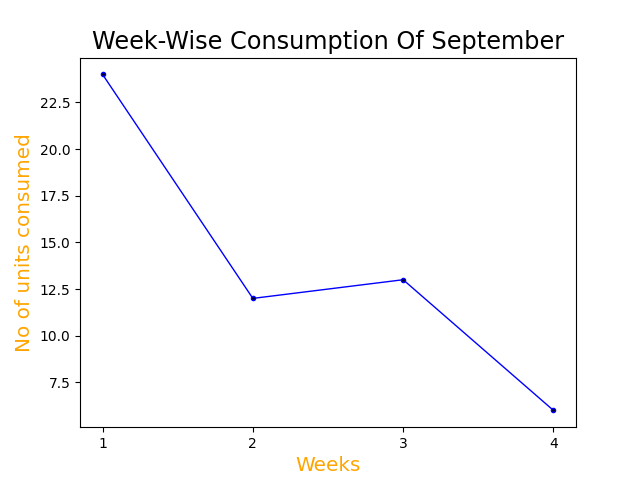 Week-Wise Consumption Of September
No of units consumed
22.5
20.0
17.5
15.0
12.5
10.0
7.5
1 2 3 4
Weeks